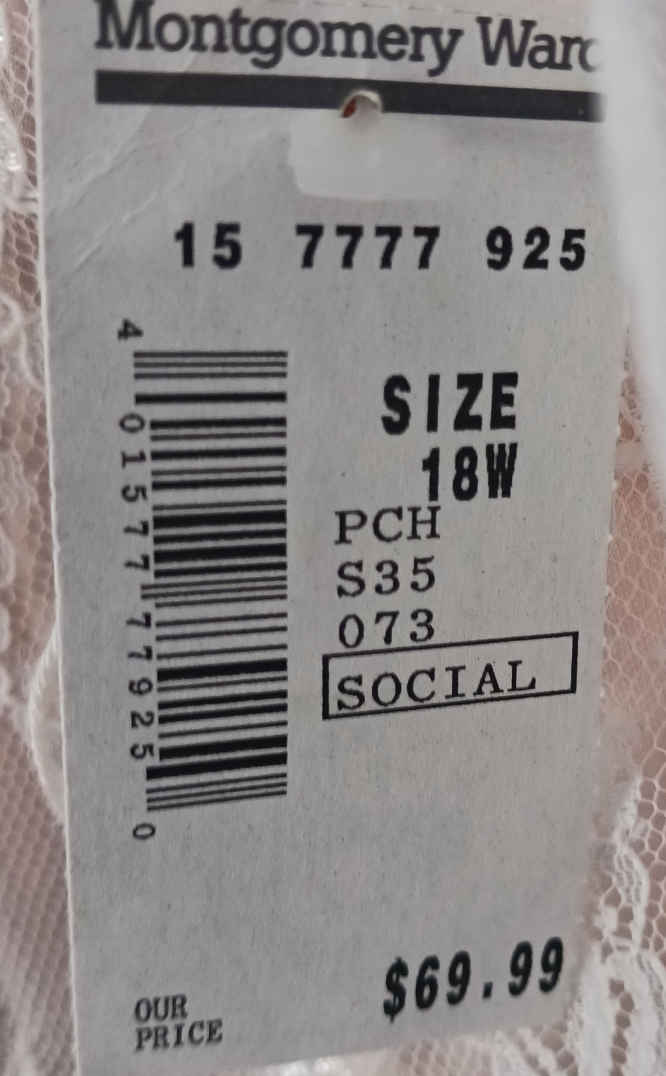 Montgomery Ward
15 7777 925
4 01577 77925 0
SIZE
18W
PCH
S35
073
SOCIAL
OUR
PRICE
$69.99